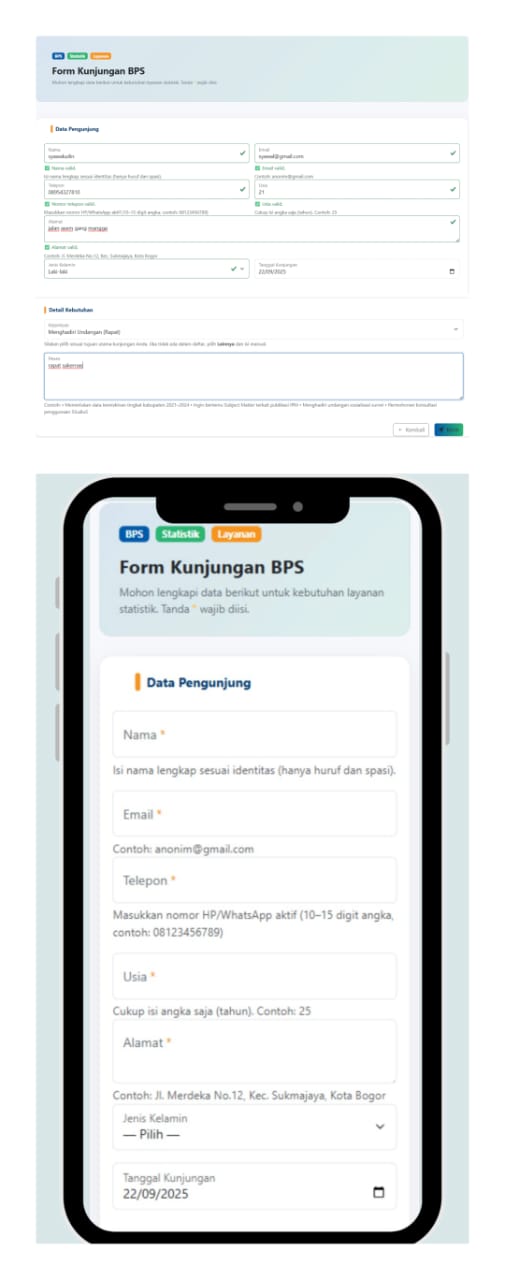 BPS Statistik Layanan
Form Kunjungan BPS
Mohon lengkapi data berikut untuk kebutuhan layanan statistik. Tanda * wajib diisi.
Data Pengunjung
Nama
syawaludin
Email
syawal@gmail.com
Nama valid.
Email valid.
Isi nama lengkap sesuai identitas (hanya huruf dan spasi).
Contoh: anonim@gmail.com
Telepon
08954327810
Usia
21
Nomor telepon valid.
Usia valid.
Masukkan nomor HP/WhatsApp aktif (10–15 digit angka, contoh: 08123456789)
Cukup isi angka saja (tahun). Contoh: 25
Alamat
jalan asem gang manggis
Alamat valid.
Contoh: Jl. Merdeka No.12, Kec. Sukmajaya, Kota Bogor
Jenis Kelamin
Laki-laki
Tanggal Kunjungan
22/09/2025
Detail Kebutuhan
Keperluan
Menghadiri Undangan (Rapat)
Silakan pilih sesuai tujuan utama kunjungan Anda. Jika tidak ada dalam daftar, pilih Lainnya dan isi manual.
Pesan
rapat sakernas
Contoh: • Memerlukan data kemiskinan tingkat kabupaten 2021–2024 • Ingin bertemu Subject Matter terkait publikasi IPM • Menghadiri undangan sosialisasi survei • Permohonan konsultasi
penggunaan
Kembali
Kirim
BPS Statistik Layanan
Form Kunjungan BPS
Mohon lengkapi data berikut untuk kebutuhan layanan
statistik. Tanda * wajib diisi.
Data Pengunjung
Nama *
Isi nama lengkap sesuai identitas (hanya huruf dan spasi).
Email *
Contoh: anonim@gmail.com
Telepon *
Masukkan nomor HP/WhatsApp aktif (10–15 digit angka,
contoh: 08123456789)
Usia *
Cukup isi angka saja (tahun). Contoh: 25
Alamat *
Contoh: Jl. Merdeka No.12, Kec. Sukmajaya, Kota Bogor
Jenis Kelamin
— Pilih —
Tanggal Kunjungan
22/09/2025